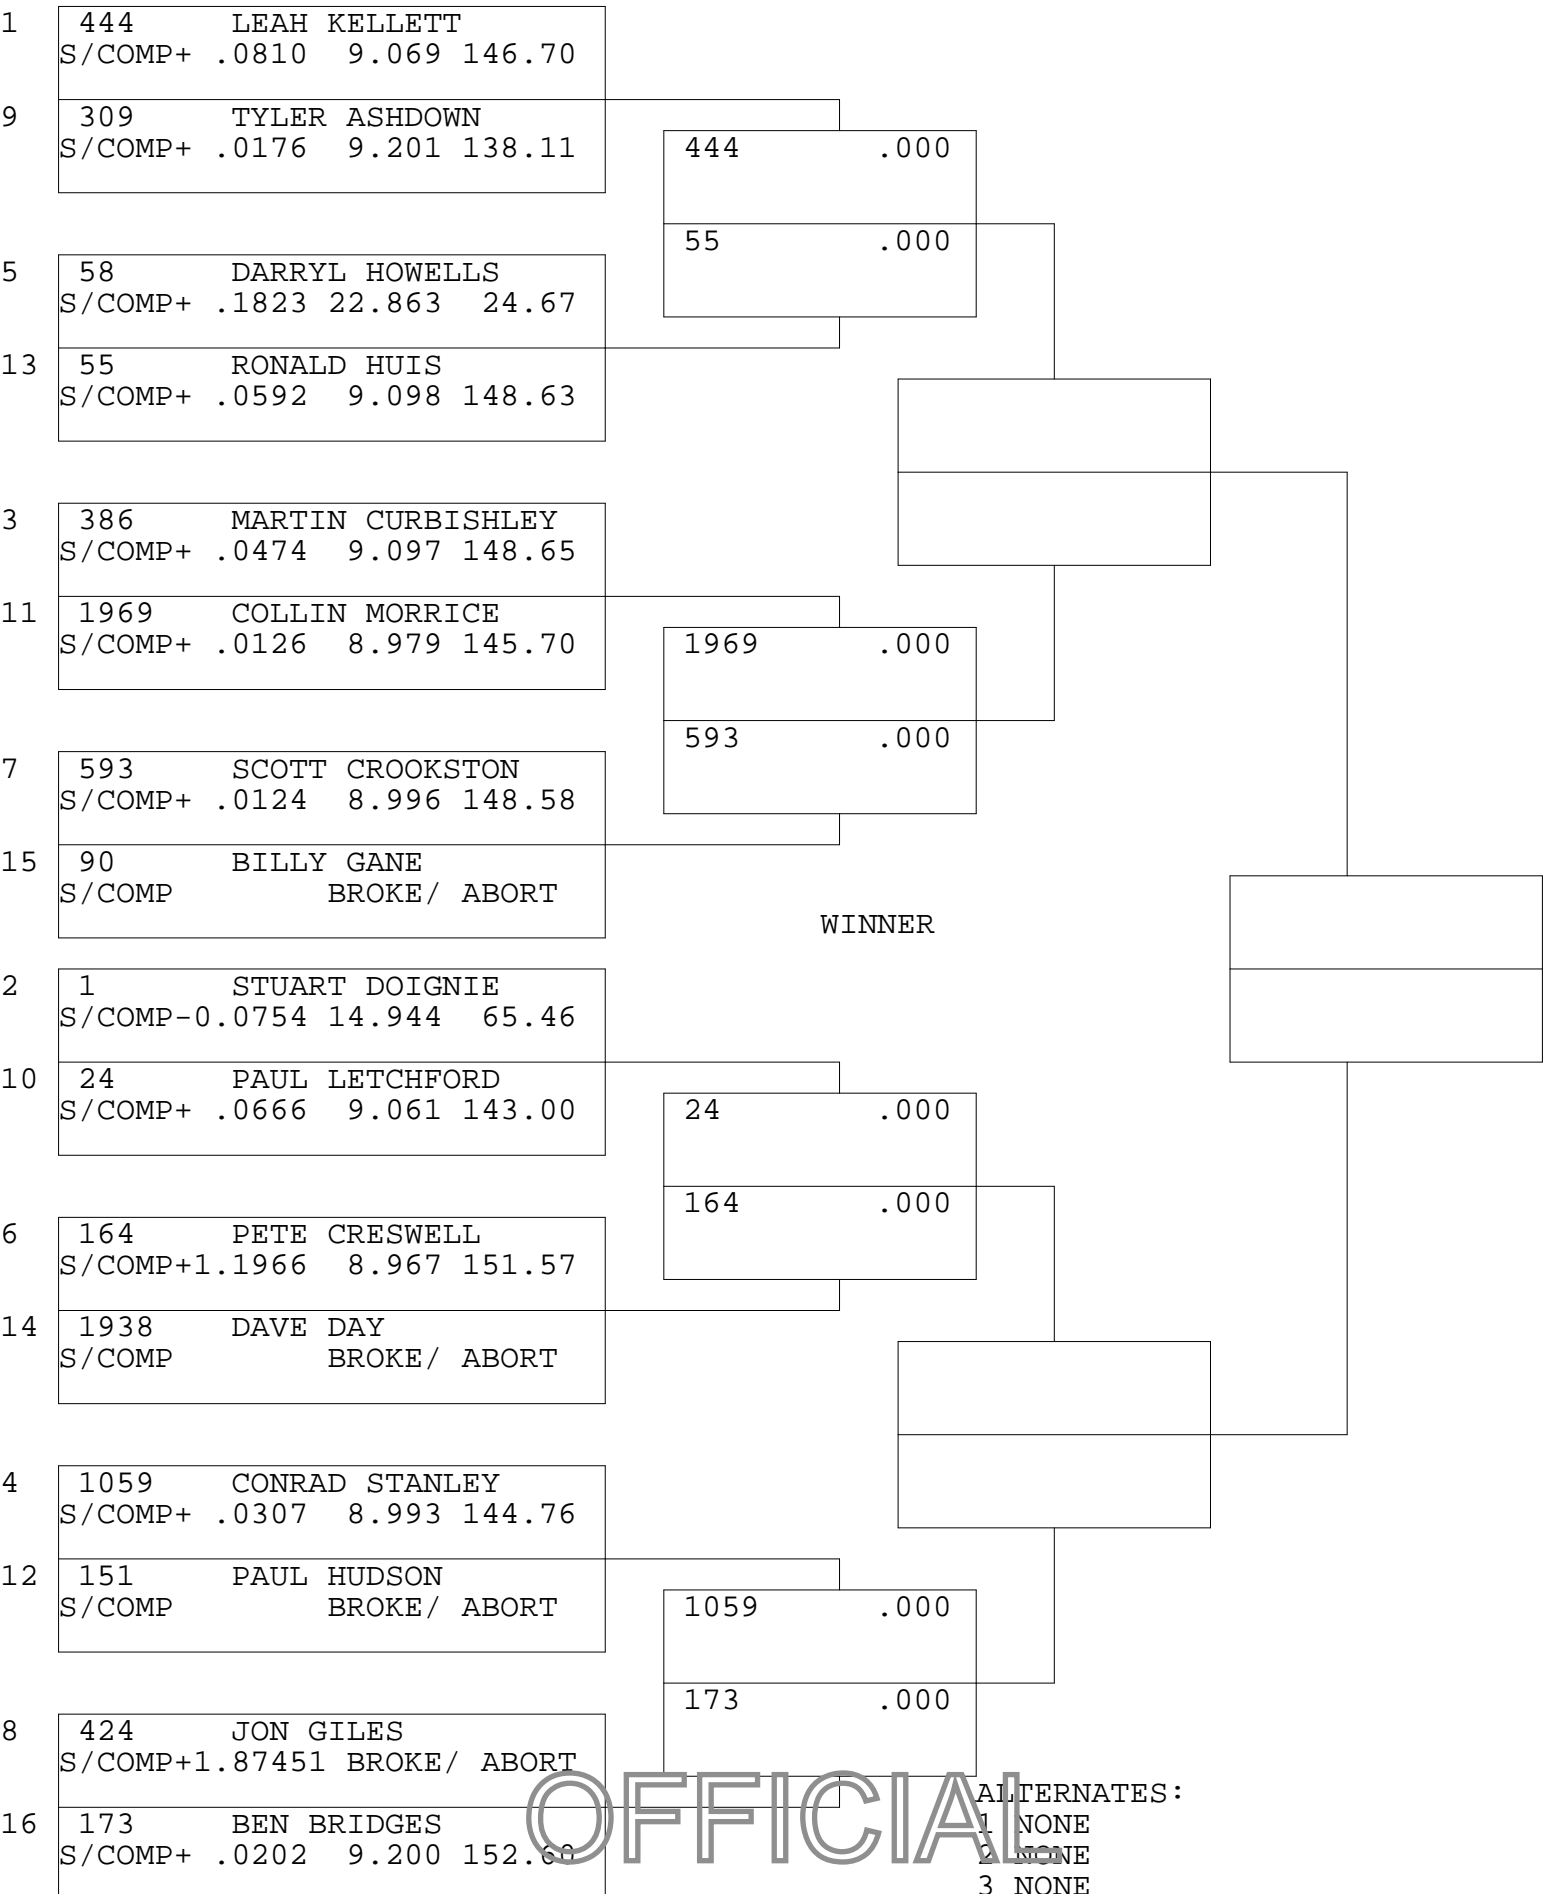 1 444 LEAH KELLETT
S/COMP+ .0810 9.069 146.70
9 309 TYLER ASHDOWN
S/COMP+ .0176 9.201 138.11
444 .000
55 .000
5 58 DARRYL HOWELLS
S/COMP+ .1823 22.863 24.67
13 55 RONALD HUIS
S/COMP+ .0592 9.098 148.63
3 386 MARTIN CURBISHLEY
S/COMP+ .0474 9.097 148.65
11 1969 COLLIN MORRICE
S/COMP+ .0126 8.979 145.70
1969 .000
593 .000
7 593 SCOTT CROOKSTON
S/COMP+ .0124 8.996 148.58
15 90 BILLY GANE
S/COMP BROKE/ ABORT
WINNER
2 1 STUART DOIGNIE
S/COMP-0.0754 14.944 65.46
10 24 PAUL LETCHFORD
S/COMP+ .0666 9.061 143.00
24 .000
164 .000
6 164 PETE CRESWELL
S/COMP+1.1966 8.967 151.57
14 1938 DAVE DAY
S/COMP BROKE/ ABORT
4 1059 CONRAD STANLEY
S/COMP+ .0307 8.993 144.76
12 151 PAUL HUDSON
S/COMP BROKE/ ABORT
1059 .000
173 .000
8 424 JON GILES
S/COMP+1.87451 BROKE/ ABORT
16 173 BEN BRIDGES
S/COMP+ .0202 9.200 152.60
OFFICIAL
ALTERNATES:
1 NONE
2 NONE
3 NONE